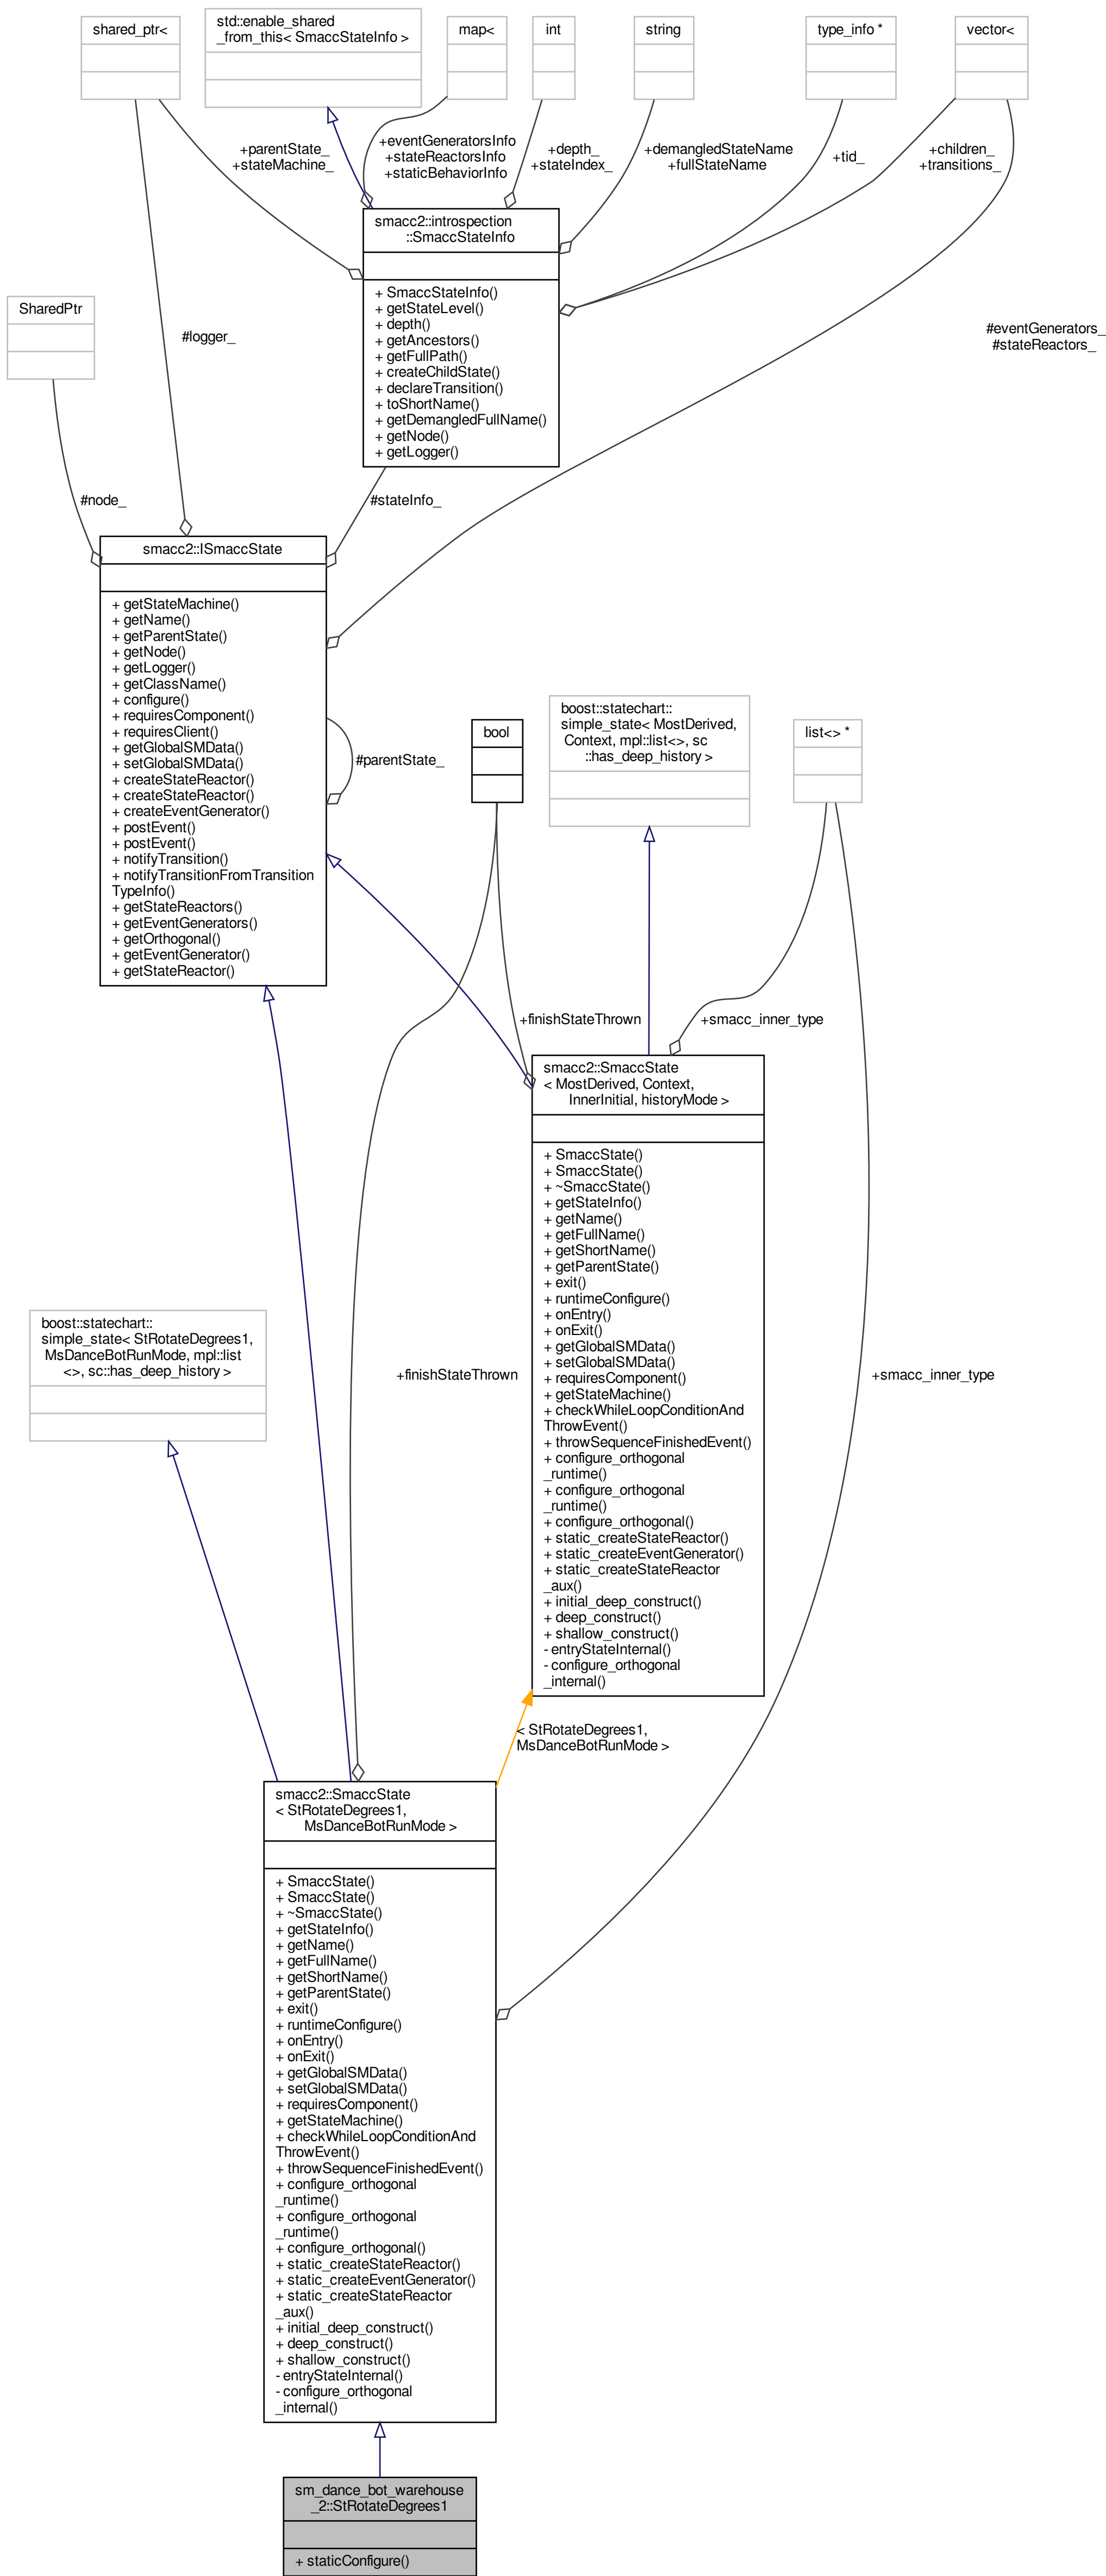 shared_ptr<
std::enable_shared
_from_this< SmaccStateInfo >
map<
int
string
type_info *
vector<
+parentState_
+stateMachine_
+eventGeneratorsInfo
+stateReactorsInfo
+staticBehaviorInfo
+depth_
+stateIndex_
+demangledStateName
+fullStateName
+tid_
+children_
+transitions_
smacc2::introspection
::SmaccStateInfo
+ SmaccStateInfo()
+ getStateLevel()
+ depth()
+ getAncestors()
+ getFullPath()
+ createChildState()
+ declareTransition()
+ toShortName()
+ getDemangledFullName()
+ getNode()
+ getLogger()
SharedPtr
#logger_
#eventGenerators_
#stateReactors_
#node_
#stateInfo_
smacc2::ISmaccState
+ getStateMachine()
+ getName()
+ getParentState()
+ getNode()
+ getLogger()
+ getClassName()
+ configure()
+ requiresComponent()
+ requiresClient()
+ getGlobalSMData()
+ setGlobalSMData()
+ createStateReactor()
+ createStateReactor()
+ createEventGenerator()
+ postEvent()
+ postEvent()
+ notifyTransition()
+ notifyTransitionFromTransition
TypeInfo()
+ getStateReactors()
+ getEventGenerators()
+ getOrthogonal()
+ getEventGenerator()
+ getStateReactor()
#parentState_
bool
boost::statechart::
simple_state< MostDerived,
Context, mpl::list<>, sc
::has_deep_history >
list<> *
+finishStateThrown
+smacc_inner_type
smacc2::SmaccState
< MostDerived, Context,
InnerInitial, historyMode >
+ SmaccState()
+ SmaccState()
+ ~SmaccState()
+ getStateInfo()
+ getName()
+ getFullName()
+ getShortName()
+ getParentState()
+ exit()
+ runtimeConfigure()
+ onEntry()
+ onExit()
+ getGlobalSMData()
+ setGlobalSMData()
+ requiresComponent()
+ getStateMachine()
+ checkWhileLoopConditionAnd
ThrowEvent()
+ throwSequenceFinishedEvent()
+ configure_orthogonal
_runtime()
+ configure_orthogonal
_runtime()
+ configure_orthogonal()
+ static_createStateReactor()
+ static_createEventGenerator()
+ static_createStateReactor
_aux()
+ initial_deep_construct()
+ deep_construct()
+ shallow_construct()
- entryStateInternal()
- configure_orthogonal
_internal()
boost::statechart::
simple_state< StRotateDegrees1,
MsDanceBotRunMode, mpl::list
<>, sc::has_deep_history >
+finishStateThrown
+smacc_inner_type
< StRotateDegrees1,
MsDanceBotRunMode >
smacc2::SmaccState
< StRotateDegrees1,
MsDanceBotRunMode >
+ SmaccState()
+ SmaccState()
+ ~SmaccState()
+ getStateInfo()
+ getName()
+ getFullName()
+ getShortName()
+ getParentState()
+ exit()
+ runtimeConfigure()
+ onEntry()
+ onExit()
+ getGlobalSMData()
+ setGlobalSMData()
+ requiresComponent()
+ getStateMachine()
+ checkWhileLoopConditionAnd
ThrowEvent()
+ throwSequenceFinishedEvent()
+ configure_orthogonal
_runtime()
+ configure_orthogonal
_runtime()
+ configure_orthogonal()
+ static_createStateReactor()
+ static_createEventGenerator()
+ static_createStateReactor
_aux()
+ initial_deep_construct()
+ deep_construct()
+ shallow_construct()
- entryStateInternal()
- configure_orthogonal
_internal()
sm_dance_bot_warehouse
_2::StRotateDegrees1
+ staticConfigure()